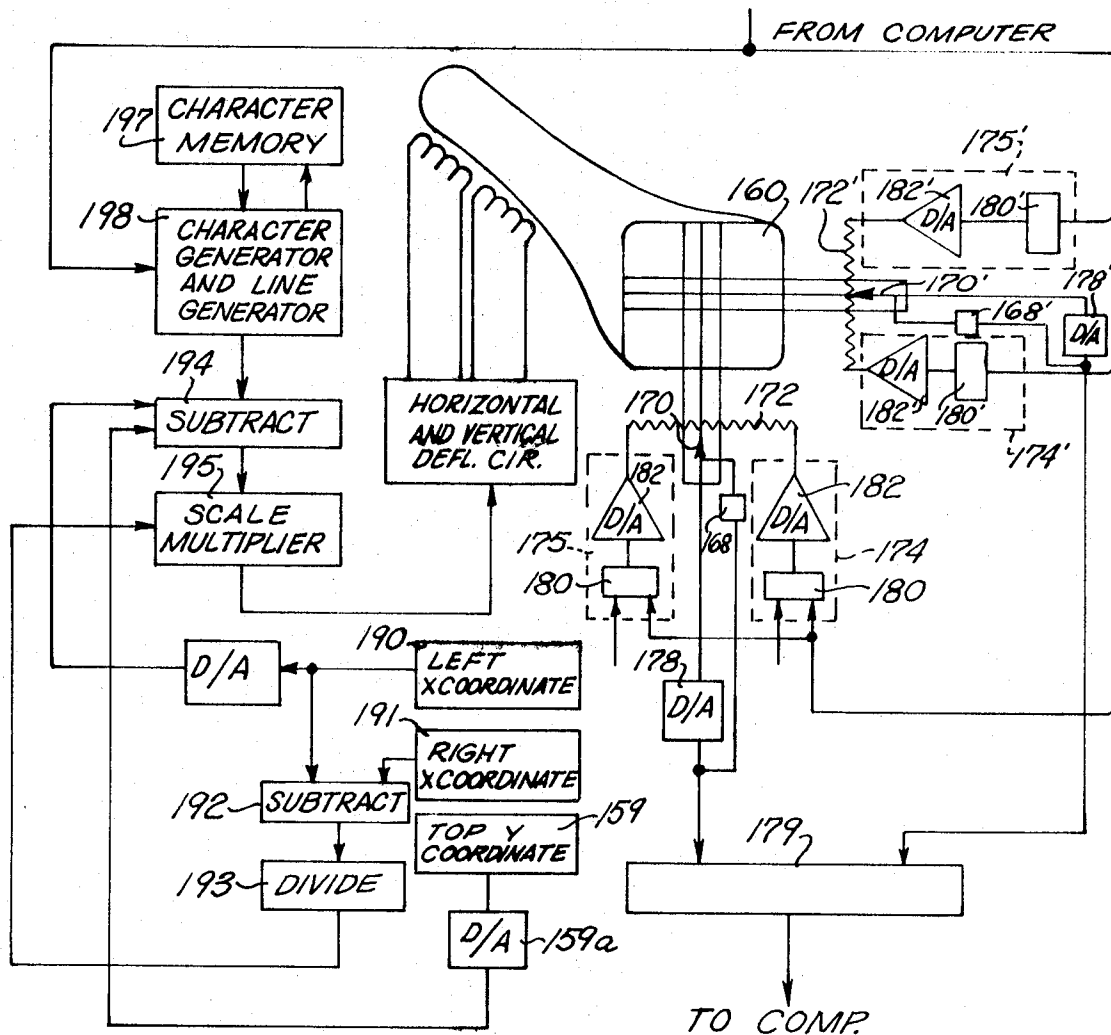 FROM COMPUTER
CHARACTER
MEMORY
197
198
CHARACTER
GENERATOR
AND LINE
GENERATOR
194
SUBTRACT
195
SCALE
MULTIPLIER
HORIZONTAL
AND VERTICAL
DEFL. CIR.
160
175'
172'
182'
D/A
180'
170'
178'
168'
D/A
D/A
182'
180'
174'
170
172
182
D/A
175
180
168
182
D/A
174
180
178
D/A
D/A
190
LEFT
X COORDINATE
191
RIGHT
X COORDINATE
192
SUBTRACT
159
TOP Y
COORDINATE
193
DIVIDE
D/A
159a
179
TO COMP.